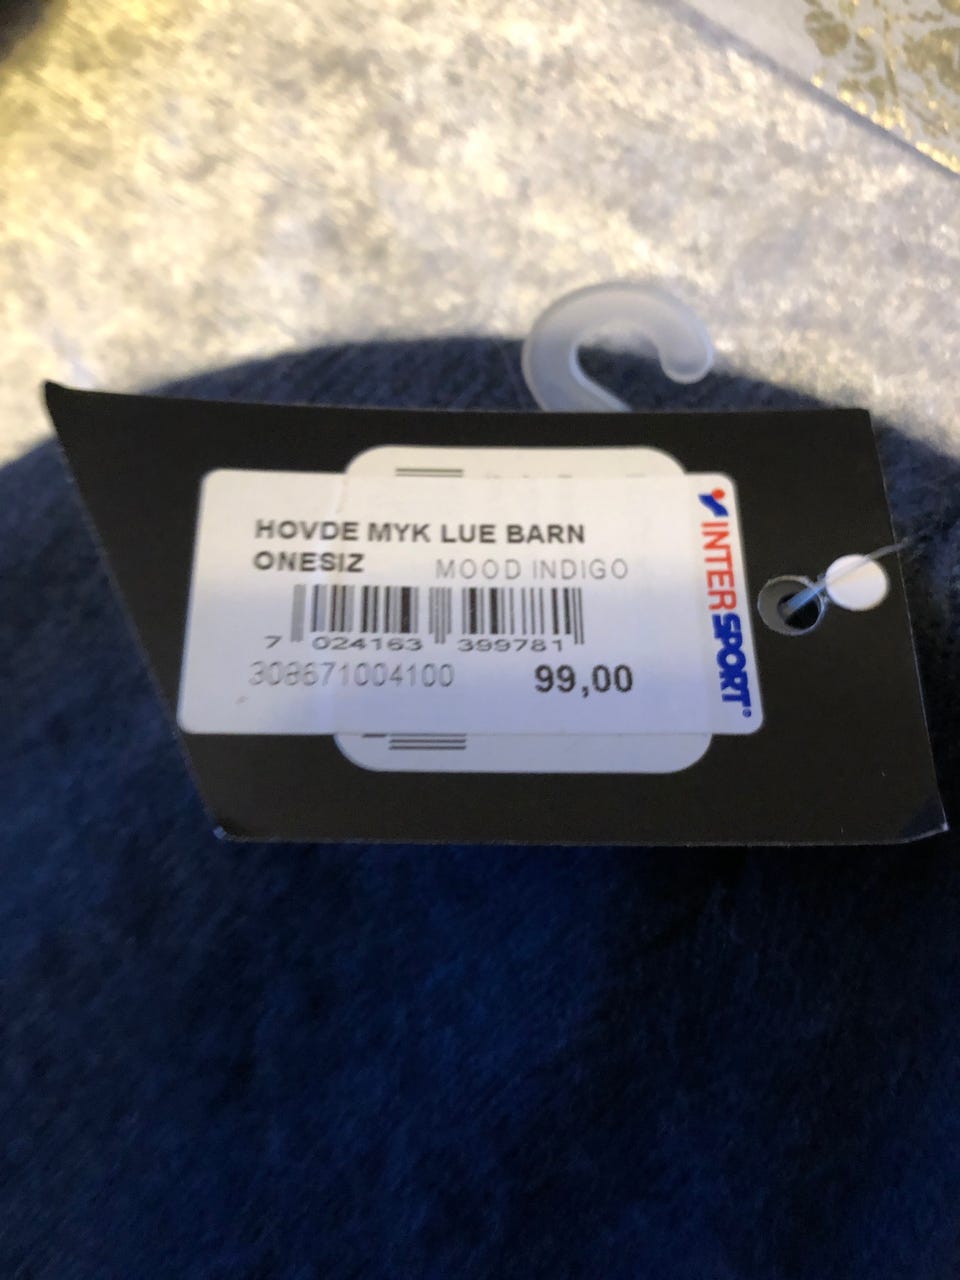 HOVDE MYK LUE BARN
ONESIZ MOOD INDIGO
7 024163 399781
308671004100 99,00
INTERSPORT®